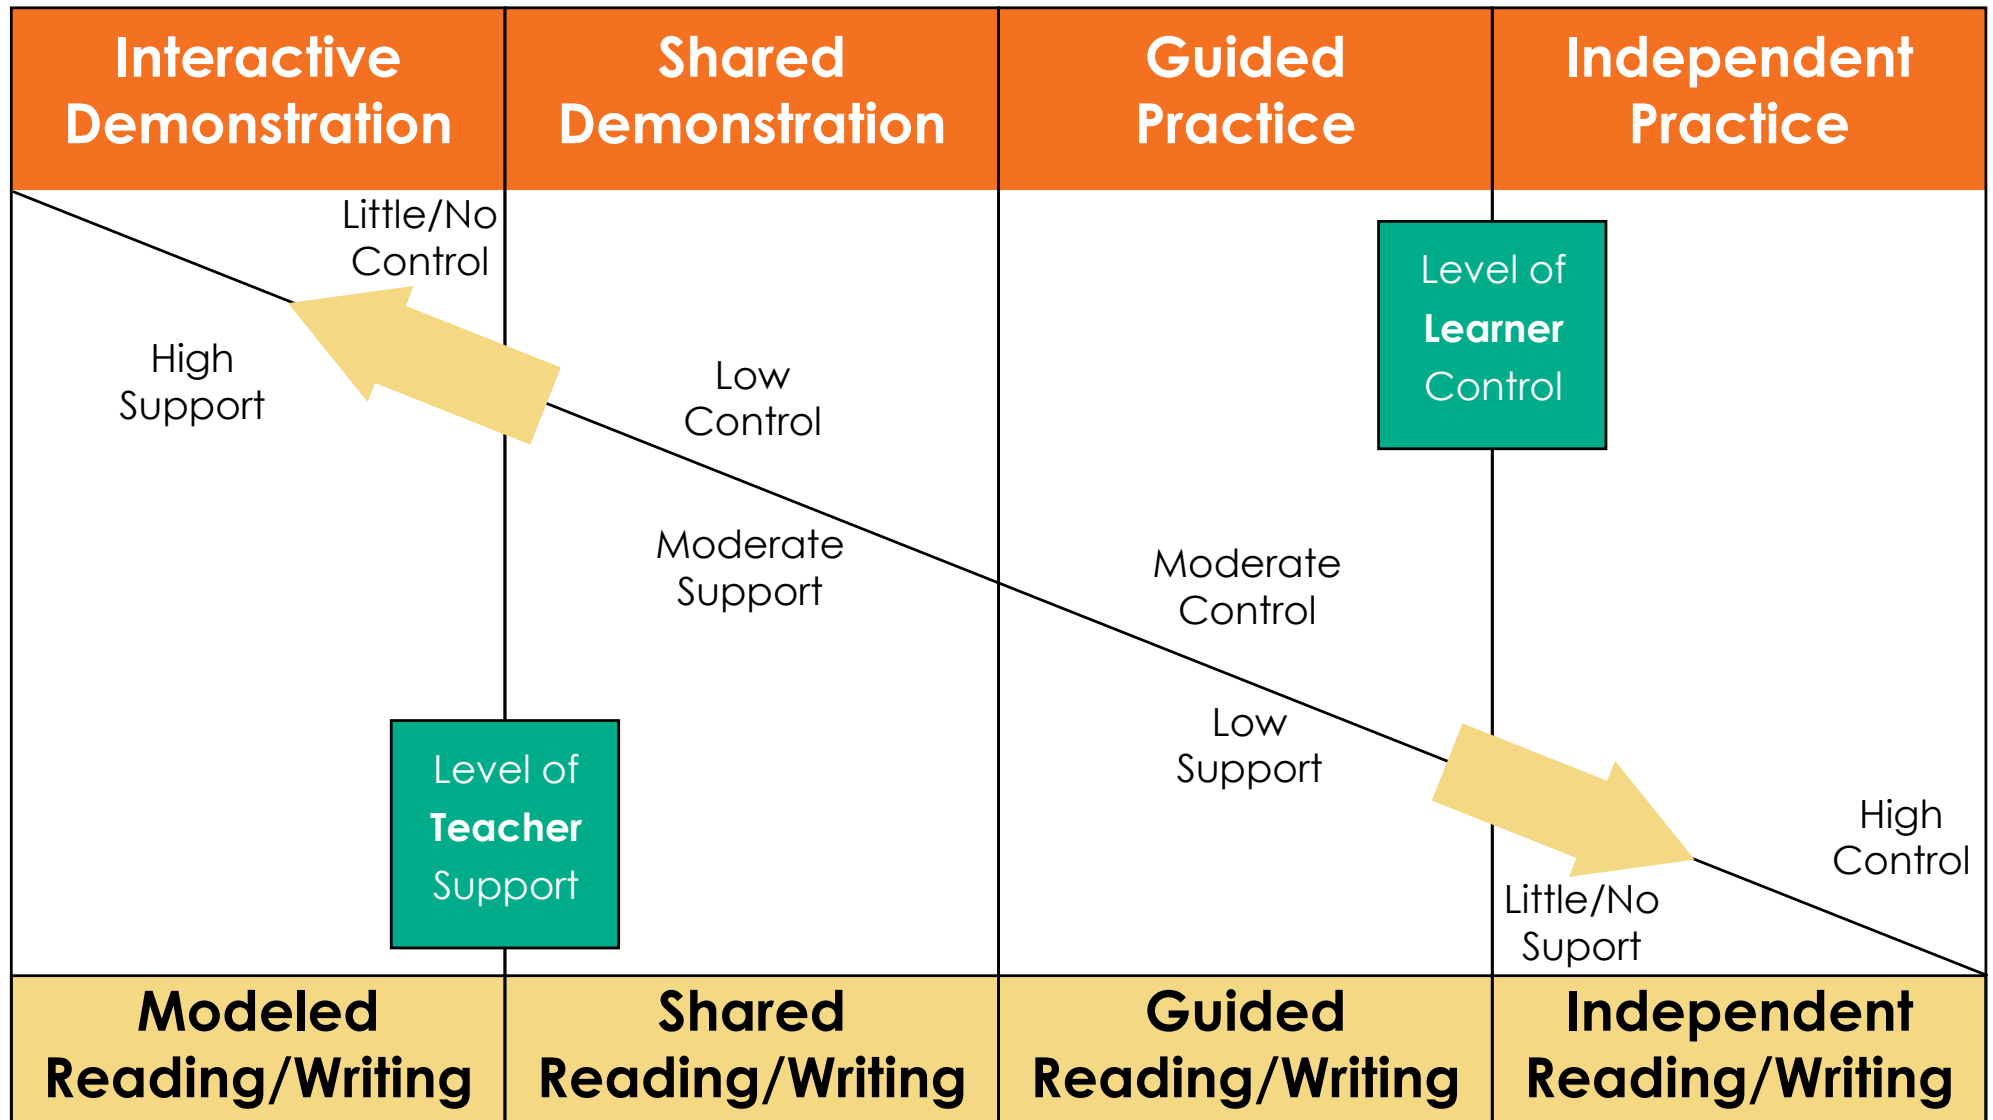 Interactive
Demonstration
Shared
Demonstration
Guided
Practice
Independent
Practice
Little/No
Control
High
Support
Low
Control
Moderate
Support
Level of
Learner
Control
Moderate
Control
Low
Support
Level of
Teacher
Support
High
Control
Little/No
Suport
Modeled
Reading/Writing
Shared
Reading/Writing
Guided
Reading/Writing
Independent
Reading/Writing